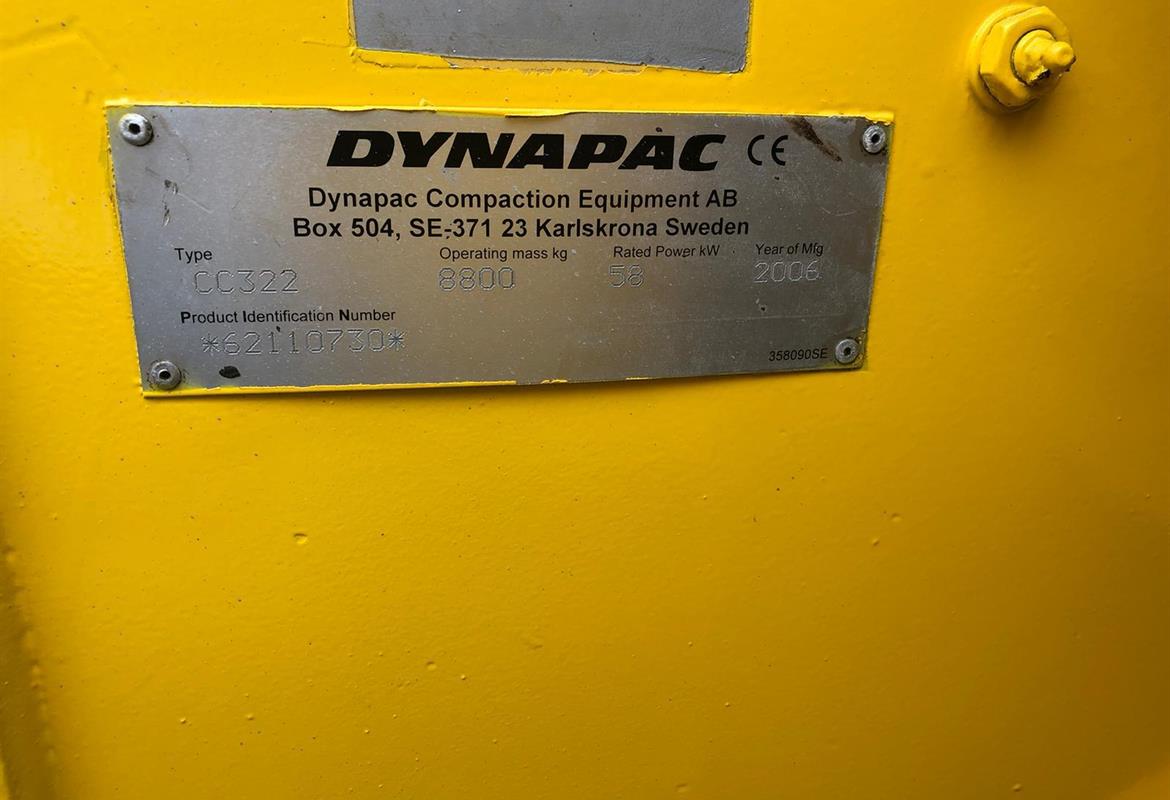 DYNAPAC CE
Dynapac Compaction Equipment AB
Box 504, SE-371 23 Karlskrona Sweden
Type Operating mass kg Rated Power kW Year of Mfg
CC322 8800 58 2006
Product Identification Number
*62110730*
358090SE